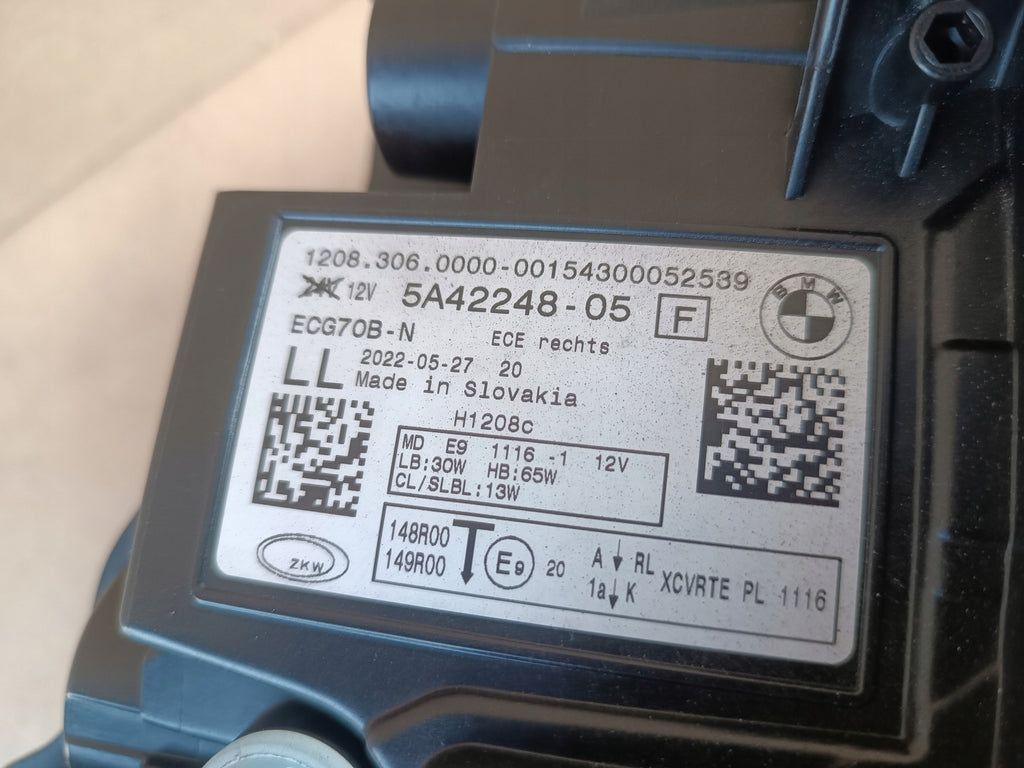 1208.306.0000-00154300052539
24V 12V 5A42248-05 F
BMW
ECG70B-N ECE rechts
LL 2022-05-27 20
Made in Slovakia
H1208c
MD E9 1116 -1 12V
LB:30W HB:65W
CL/SLBL:13W
148R00
149R00
E9 20
A RL
1a K
XCVRTE PL 1116
ZKW